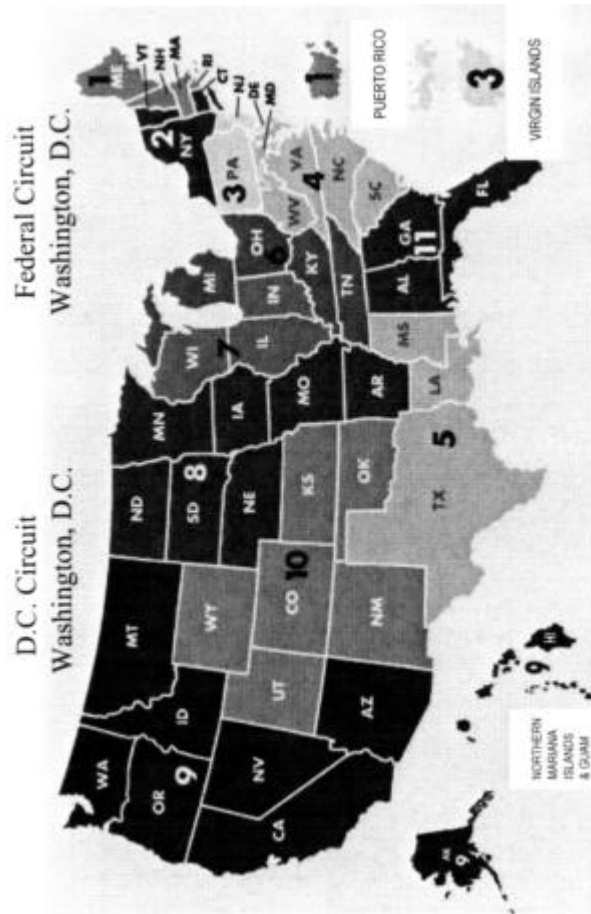 D.C. Circuit
Washington, D.C.
Federal Circuit
Washington, D.C.
WA
OR
9
CA
NV
ID
MT
WY
UT
AZ
CO
10
NM
ND
SD
8
NE
KS
OK
TX
5
MN
IA
MO
AR
LA
WI
7
IL
MI
IN
OH
6
KY
TN
MS
AL
GA
11
FL
SC
NC
4
VA
WV
PA
3
NY
2
VT
NH
MA
RI
CT
NJ
DE
MD
ME
1
AK
9
HI
9
NORTHERN
MARIANA
ISLANDS
& GUAM
1
PUERTO RICO
3
VIRGIN ISLANDS